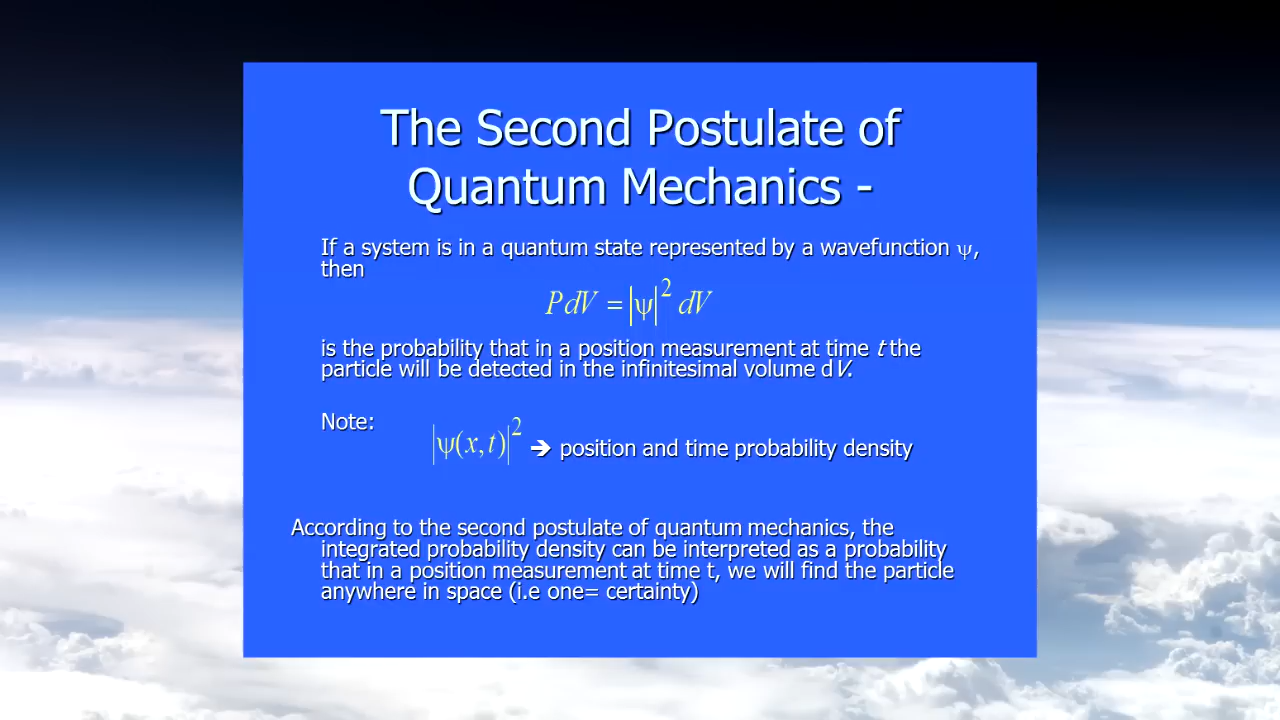 The Second Postulate of
Quantum Mechanics -
If a system is in a quantum state represented by a wavefunction ψ,
then
PdV = |ψ|² dV
is the probability that in a position measurement at time t the
particle will be detected in the infinitesimal volume dV.
Note:
|ψ(x,t)|² ➔ position and time probability density
According to the second postulate of quantum mechanics, the
integrated probability density can be interpreted as a probability
that in a position measurement at time t, we will find the particle
anywhere in space (i.e one= certainty)